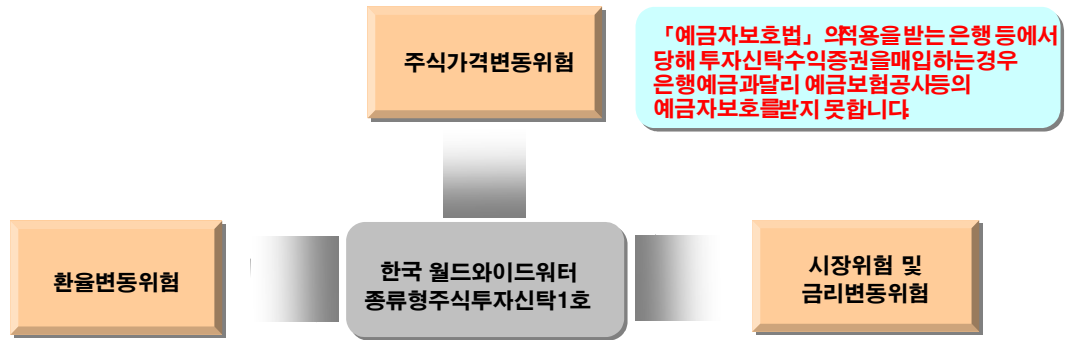 주식가격변동위험
「예금자보호법」의적용을 받는 은행 등에서
당해 투자신탁수익증권을매입하는경우
은행예금과달리 예금보험공사등의
예금자보호를받지 못합니다.
환율변동위험
한국 월드와이드워터
종류형주식투자신탁1호
시장위험 및
금리변동위험